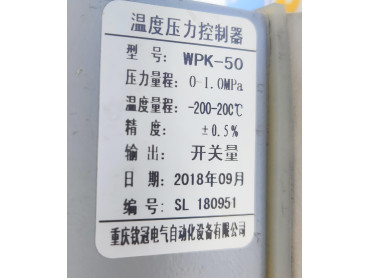 温度压力控制器
型号: WPK-50
压力量程: 0-1.0MPa
温度量程: -200-200℃
精度: ±0.5%
输出: 开关量
日期: 2018年09月
编号: SL 180951
重庆钦冠电气自动化设备有限公司